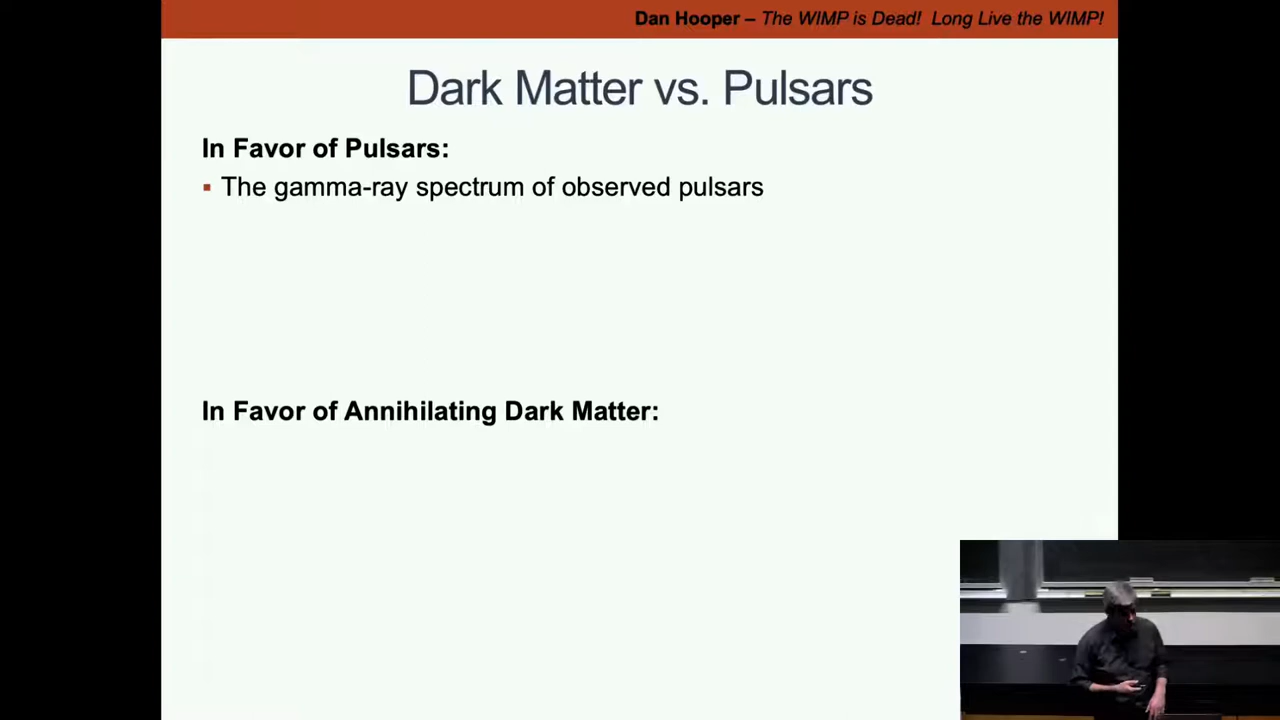 Dan Hooper – The WIMP is Dead! Long Live the WIMP!
Dark Matter vs. Pulsars
In Favor of Pulsars:
▪ The gamma-ray spectrum of observed pulsars
In Favor of Annihilating Dark Matter: